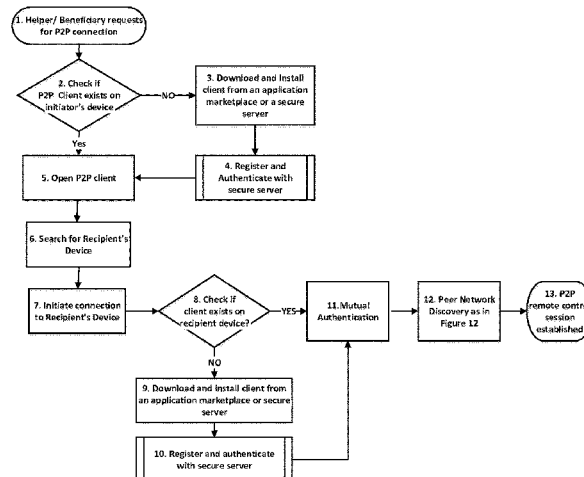 1. Helper/ Beneficiary requests
for P2P connection
2. Check if
P2P Client exists on
initiator's device
NO
3. Download and Install
client from an application
marketplace or a secure
server
Yes
4. Register and
Authenticate with
secure server
5. Open P2P client
6. Search for Recipient's
Device
7. Initiate connection
to Recipient's Device
8. Check if
client exists on
recipient device?
YES
11.Mutual
Authentication
12. Peer Network
Discovery as in
Figure 12
13. P2P
remote control
session
established
NO
9. Download and install client from
an application marketplace or secure
server
10. Register and authenticate
with secure server